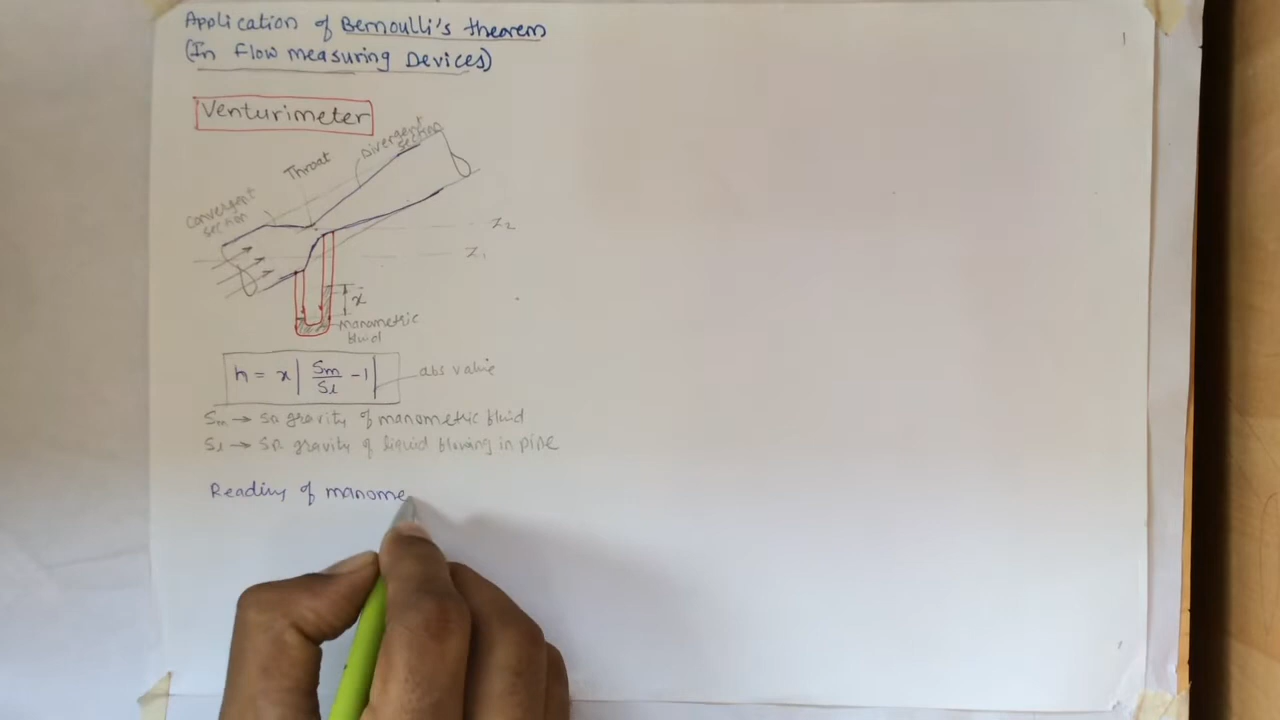 Application of Bernoulli's theorem
(In Flow measuring Devices)
1
Venturimeter
Divergent
section
Throat
Convergent
section
Z2
Z1
x
manometric
fluid
h = x | Sm/Sl - 1 |
abs value
Sm → sp gravity of manometric fluid
Sl → sp gravity of liquid flowing in pipe
Reading of manome